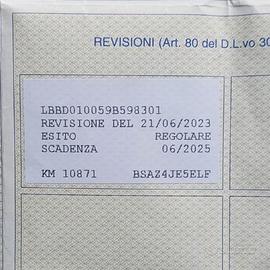 REVISIONI (Art. 80 del D.L.vo 30
LBBD010059B598301
REVISIONE DEL 21/06/2023
ESITO REGOLARE
SCADENZA 06/2025
KM 10871 BSAZ4JE5ELF